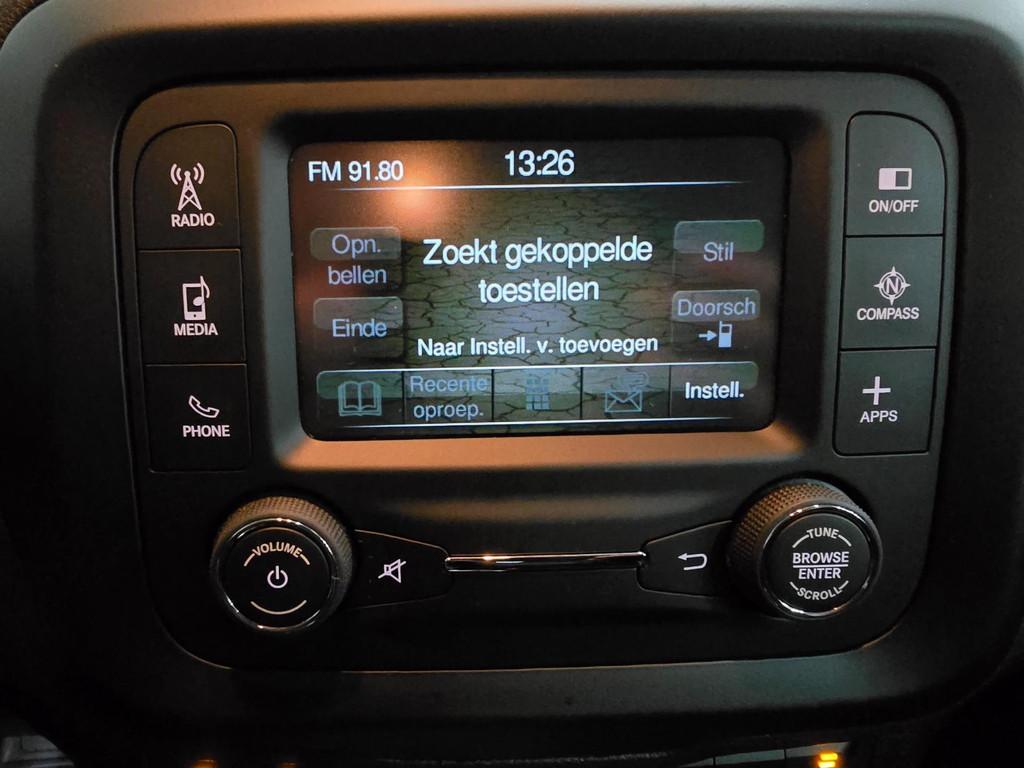 FM 91.80
13:26
Opn.
bellen
Zoekt gekoppelde
toestellen
Stil
Einde
Doorsch
Naar Instell. v. toevoegen
Recente
oproep.
Instell.
RADIO
MEDIA
PHONE
ON/OFF
N
COMPASS
APPS
VOLUME
TUNE
BROWSE
ENTER
SCROLL